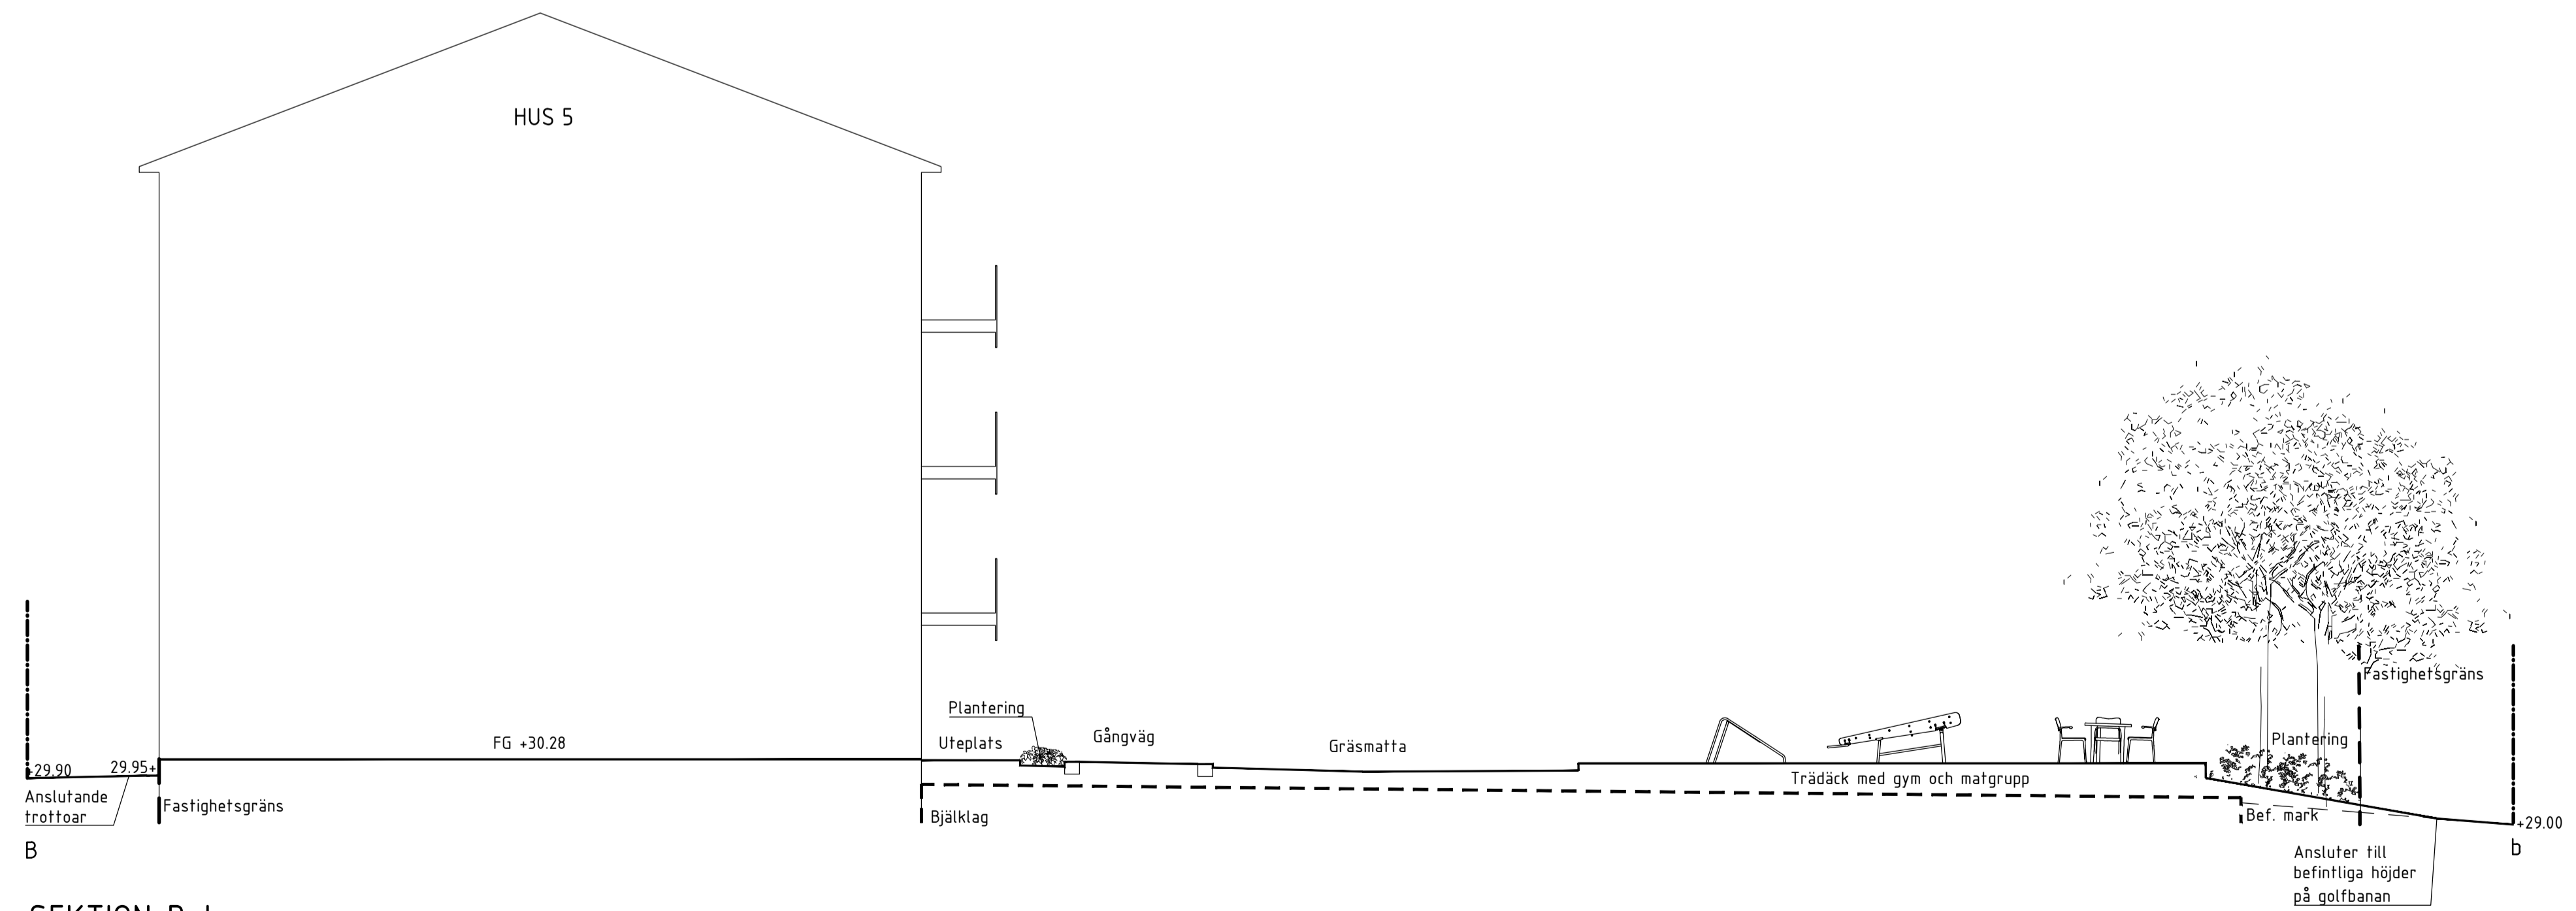 HUS 5
Fastighetsgräns
Plantering
Gångväg
Uteplats
FG +30.28
Gräsmatta
Plantering
+29.90
29.95+
Trädäck med gym och matgrupp
Anslutande
trottoar
Fastighetsgräns
Bjälklag
Bef. mark
+29.00
B
b
Ansluter till
befintliga höjder
på golfbanan